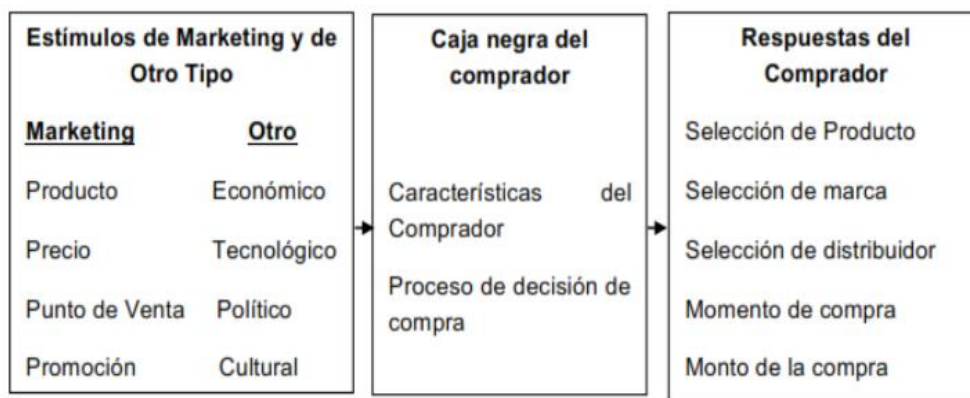 Estímulos de Marketing y de
Otro Tipo
Marketing Otro
Producto Económico
Precio Tecnológico
Punto de Venta Político
Promoción Cultural
Caja negra del
comprador
Características del
Comprador
Proceso de decisión de
compra
Respuestas del
Comprador
Selección de Producto
Selección de marca
Selección de distribuidor
Momento de compra
Monto de la compra